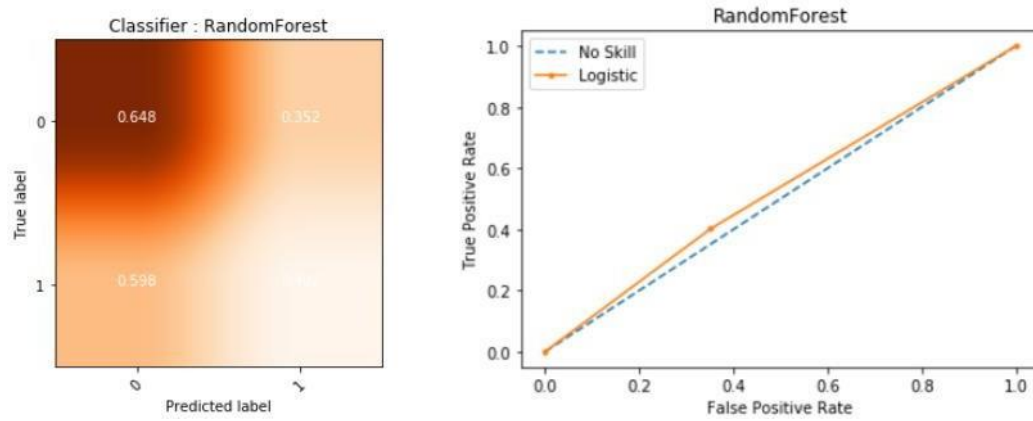 Classifier : RandomForest
True label
0
1
0.648
0.352
0.598
0
1
Predicted label
RandomForest
No Skill
Logistic
True Positive Rate
1.0
0.8
0.6
0.4
0.2
0.0
0.0
0.2
0.4
0.6
0.8
1.0
False Positive Rate